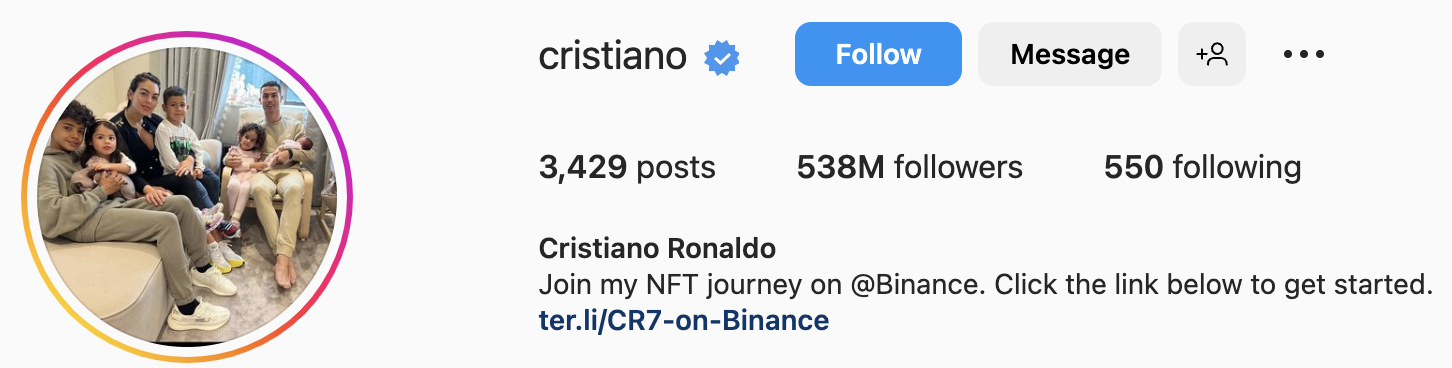 cristiano Follow Message
3,429 posts 538M followers 550 following
Cristiano Ronaldo
Join my NFT journey on @Binance. Click the link below to get started.
ter.li/CR7-on-Binance